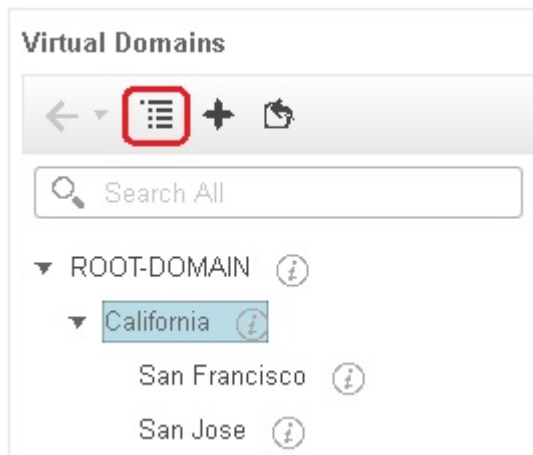 Virtual Domains
Search All
ROOT-DOMAIN
California
San Francisco
San Jose